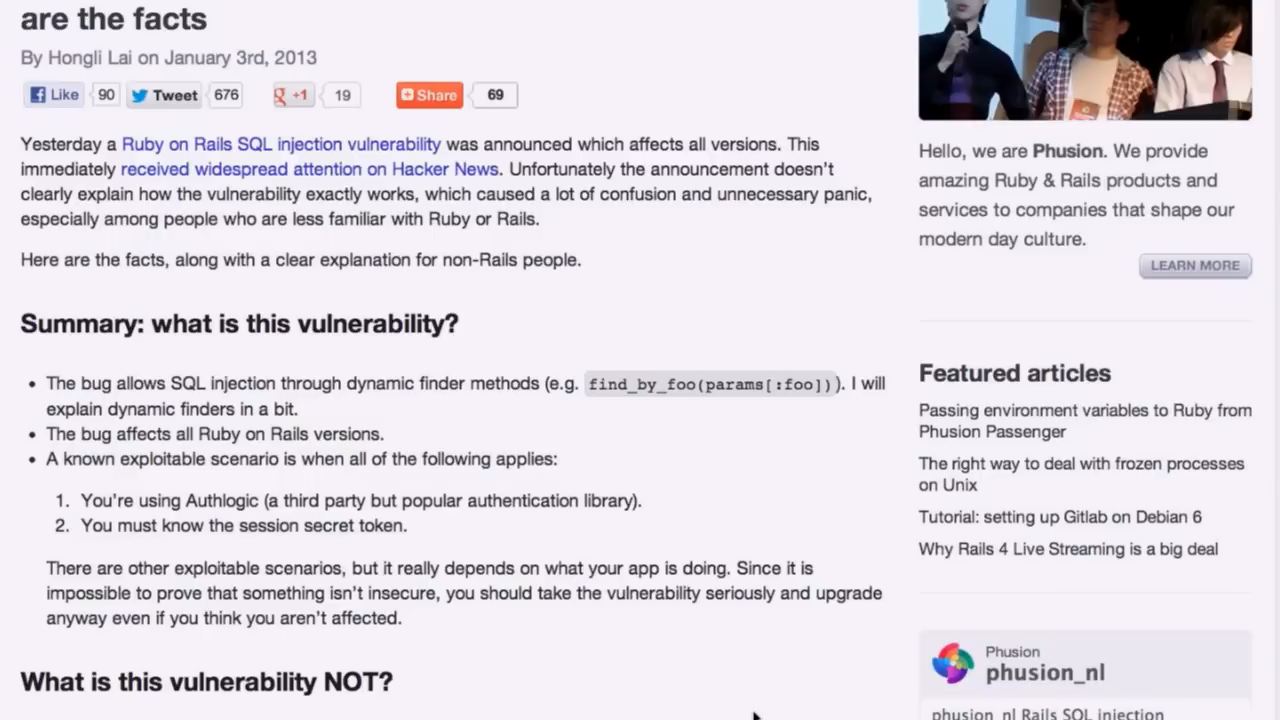 are the facts
By Hongli Lai on January 3rd, 2013
Like 90 Tweet 676 +1 19 Share 69
Yesterday a Ruby on Rails SQL injection vulnerability was announced which affects all versions. This
immediately received widespread attention on Hacker News. Unfortunately the announcement doesn't
clearly explain how the vulnerability exactly works, which caused a lot of confusion and unnecessary panic,
especially among people who are less familiar with Ruby or Rails.
Here are the facts, along with a clear explanation for non-Rails people.
Summary: what is this vulnerability?
• The bug allows SQL injection through dynamic finder methods (e.g. find_by_foo(params[:foo])). I will
explain dynamic finders in a bit.
• The bug affects all Ruby on Rails versions.
• A known exploitable scenario is when all of the following applies:
1. You're using Authlogic (a third party but popular authentication library).
2. You must know the session secret token.
There are other exploitable scenarios, but it really depends on what your app is doing. Since it is
impossible to prove that something isn't insecure, you should take the vulnerability seriously and upgrade
anyway even if you think you aren't affected.
What is this vulnerability NOT?
Hello, we are Phusion. We provide
amazing Ruby & Rails products and
services to companies that shape our
modern day culture.
LEARN MORE
Featured articles
Passing environment variables to Ruby from
Phusion Passenger
The right way to deal with frozen processes
on Unix
Tutorial: setting up Gitlab on Debian 6
Why Rails 4 Live Streaming is a big deal
Phusion
phusion_nl
phusion_nl Rails SQL injection